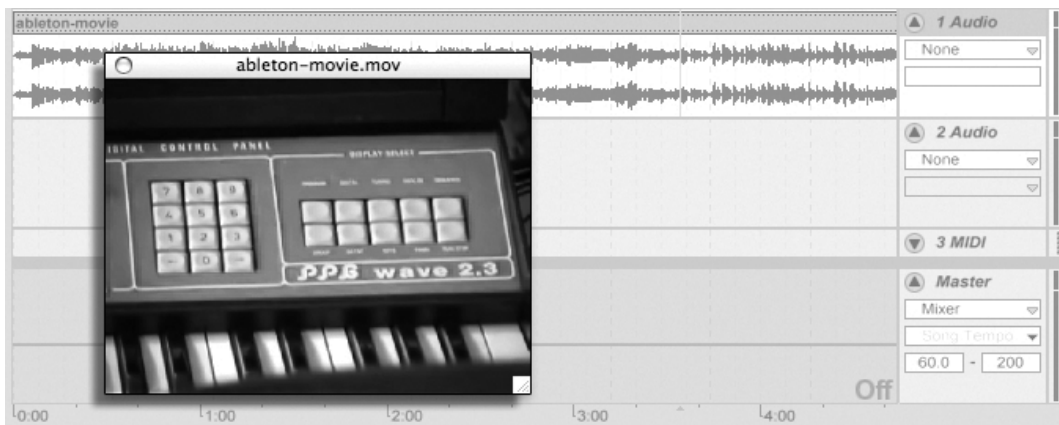 ableton-movie
1 Audio
None
ableton-movie.mov
DIGITAL CONTROL PANEL
DISPLAY SELECT
7 8 9
4 5 6
1 2 3
0
PPG wave 2.3
2 Audio
None
3 MIDI
Master
Mixer
Song Tempo
60.0 - 200
Off
0:00 1:00 2:00 3:00 4:00